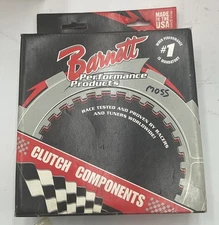 MADE
IN THE
USA
Barnett
Performance
Products
#1
MOSS
RACE TESTED AND PROVEN BY RACERS
AND TUNERS WORLDWIDE!
CLUTCH COMPONENTS